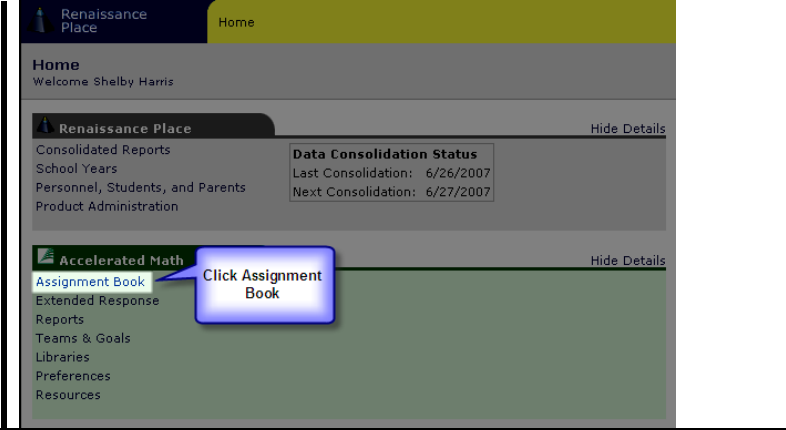 Renaissance
Place
Home
Home
Welcome Shelby Harris
Renaissance Place
Hide Details
Consolidated Reports
School Years
Personnel, Students, and Parents
Product Administration
Data Consolidation Status
Last Consolidation: 6/26/2007
Next Consolidation: 6/27/2007
Accelerated Math
Hide Details
Assignment Book
Extended Response
Reports
Teams & Goals
Libraries
Preferences
Resources
Click Assignment
Book